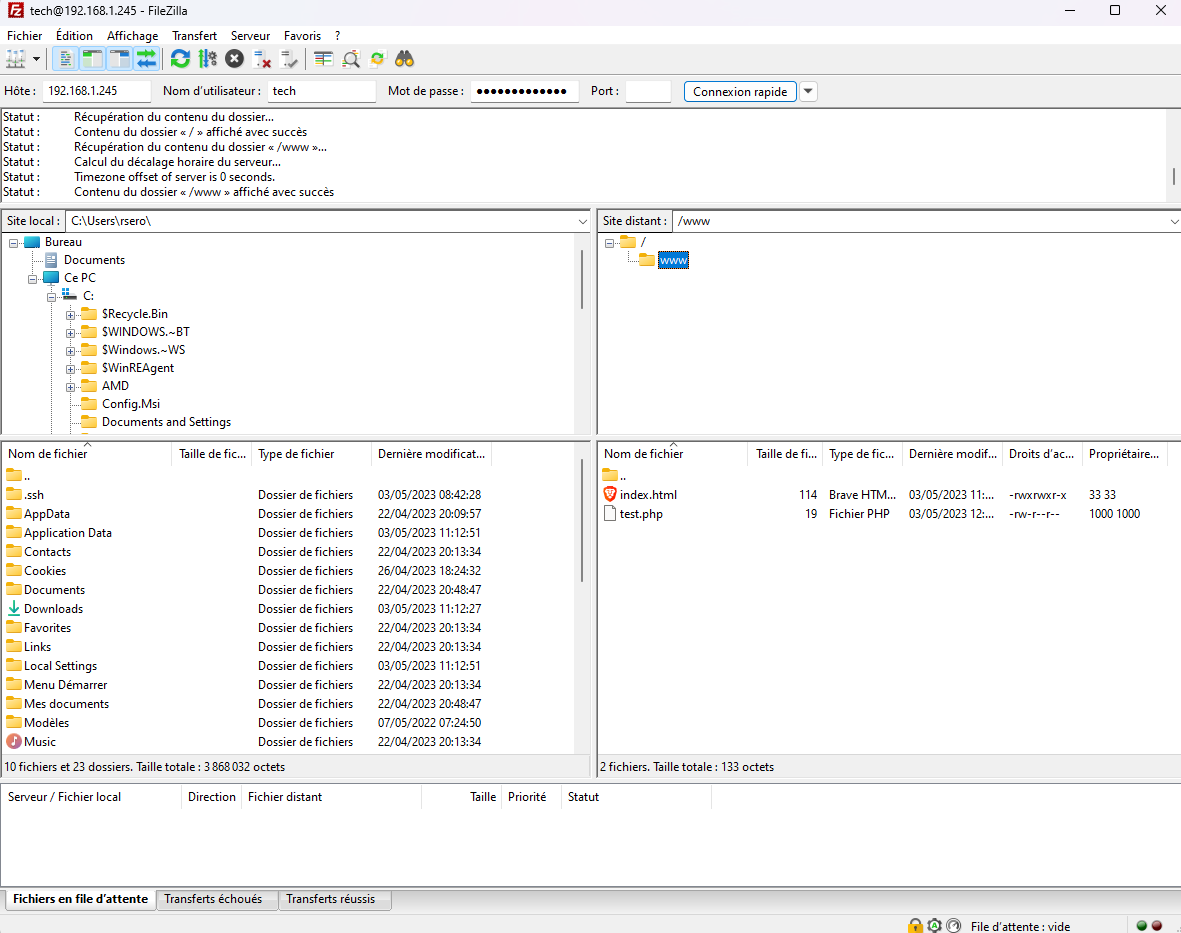 tech@192.168.1.245 - FileZilla
Fichier Édition Affichage Transfert Serveur Favoris ?
Hôte : 192.168.1.245 Nom d'utilisateur : tech Mot de passe : ●●●●●●●●●●●●● Port : Connexion rapide
Statut : Récupération du contenu du dossier...
Statut : Contenu du dossier « / » affiché avec succès
Statut : Récupération du contenu du dossier « /www »...
Statut : Calcul du décalage horaire du serveur...
Statut : Timezone offset of server is 0 seconds.
Statut : Contenu du dossier « /www » affiché avec succès
Site local : C:\Users\rsero\
Bureau
Documents
Ce PC
C:
$Recycle.Bin
$WINDOWS.~BT
$Windows.~WS
$WinREAgent
AMD
Config.Msi
Documents and Settings
Site distant : /www
/
www
Nom de fichier Taille de fic... Type de fichier Dernière modificat...
..
.ssh Dossier de fichiers 03/05/2023 08:42:28
AppData Dossier de fichiers 22/04/2023 20:09:57
Application Data Dossier de fichiers 03/05/2023 11:12:51
Contacts Dossier de fichiers 22/04/2023 20:13:34
Cookies Dossier de fichiers 26/04/2023 18:24:32
Documents Dossier de fichiers 22/04/2023 20:48:47
Downloads Dossier de fichiers 03/05/2023 11:12:27
Favorites Dossier de fichiers 22/04/2023 20:13:34
Links Dossier de fichiers 22/04/2023 20:13:34
Local Settings Dossier de fichiers 03/05/2023 11:12:51
Menu Démarrer Dossier de fichiers 22/04/2023 20:13:34
Mes documents Dossier de fichiers 22/04/2023 20:48:47
Modèles Dossier de fichiers 07/05/2022 07:24:50
Music Dossier de fichiers 22/04/2023 20:13:34
10 fichiers et 23 dossiers. Taille totale : 3 868 032 octets
Nom de fichier Taille de fi... Type de fic... Dernière modif... Droits d'ac... Propriétaire...
..
index.html 114 Brave HTM... 03/05/2023 11:... -rwxrwxr-x 33 33
test.php 19 Fichier PHP 03/05/2023 12:... -rw-r--r-- 1000 1000
2 fichiers. Taille totale : 133 octets
Serveur / Fichier local Direction Fichier distant Taille Priorité Statut
Fichiers en file d'attente Transferts échoués Transferts réussis
File d'attente : vide